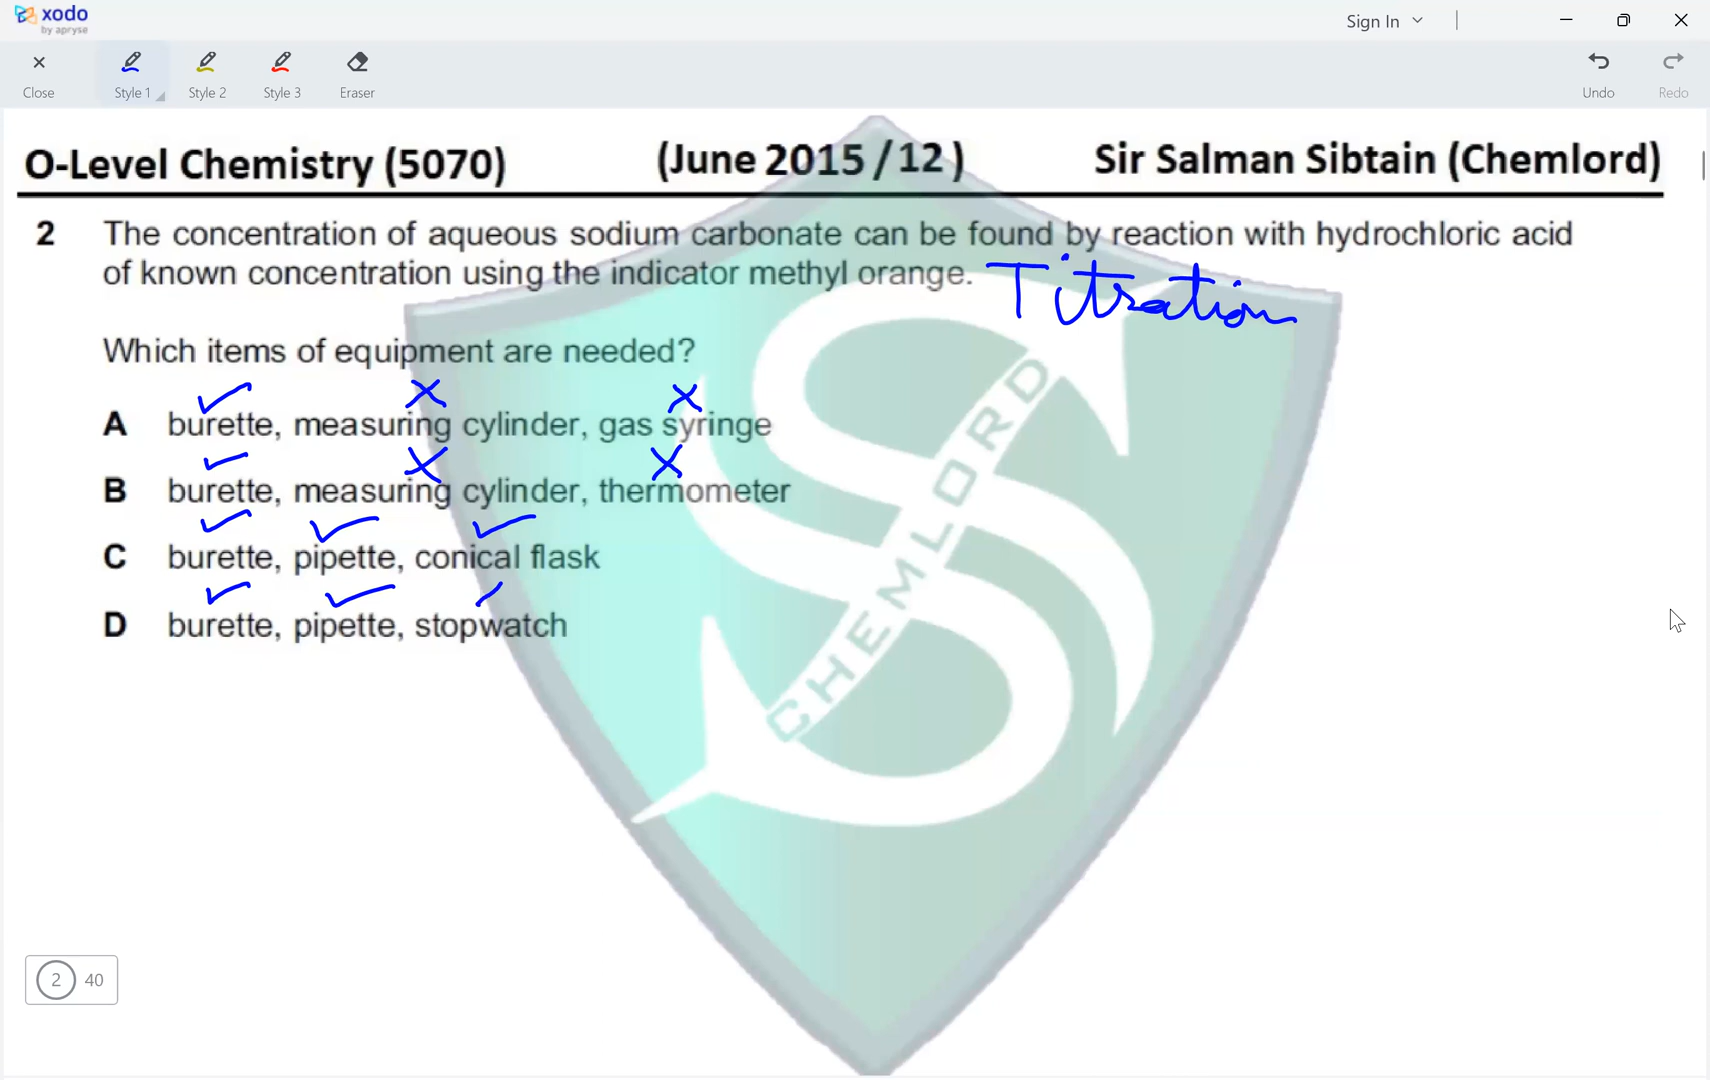 xodo
by apryse
Sign In
Close
Style 1
Style 2
Style 3
Eraser
Undo
Redo
O-Level Chemistry (5070) (June 2015/12) Sir Salman Sibtain (Chemlord)
2 The concentration of aqueous sodium carbonate can be found by reaction with hydrochloric acid
of known concentration using the indicator methyl orange. Titration
Which items of equipment are needed?
A burette, measuring cylinder, gas syringe
B burette, measuring cylinder, thermometer
C burette, pipette, conical flask
D burette, pipette, stopwatch
CHEMLORD
2 40